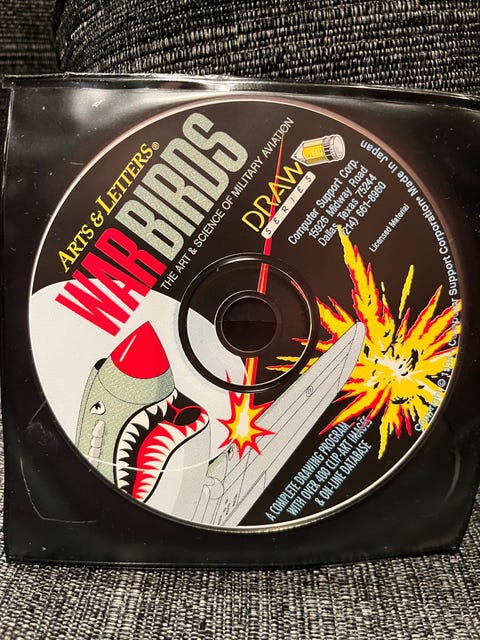 ARTS & LETTERS®
WAR BIRDS
THE ART & SCIENCE OF MILITARY AVIATION
DRAW
SERIES
Computer Support Corp.
15926 Midway Road
Dallas, Texas 75244
(214) 661-8960
Licensed Material
Support Corporation• Made in Japan
A COMPLETE DRAWING PROGRAM
WITH OVER 400 CLIP-ART IMAGES
& ON-LINE DATABASE